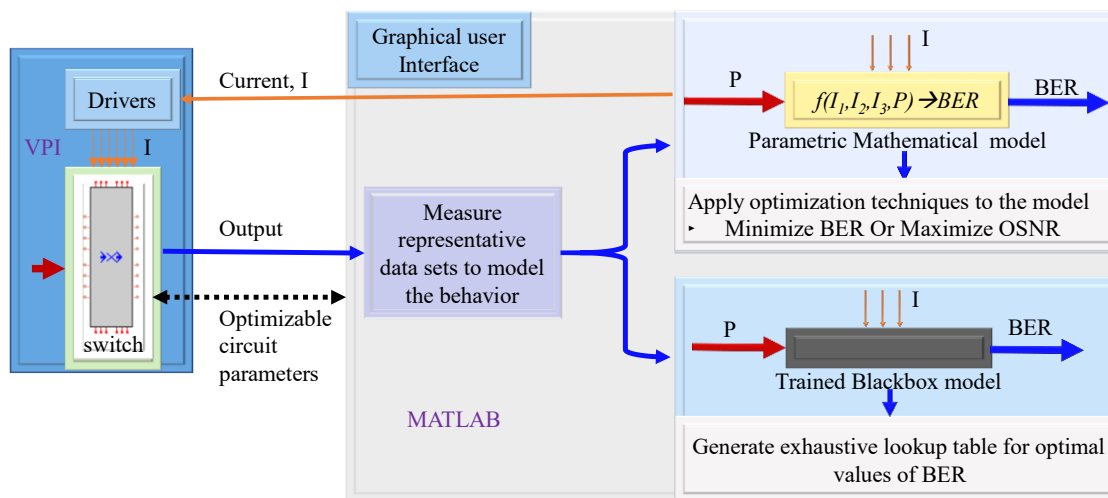 Drivers
VPI
I
switch
Current, I
Output
Optimizable
circuit
parameters
Graphical user
Interface
Measure
representative
data sets to model
the behavior
MATLAB
I
P
f(I₁,I₂,I₃,P)→BER
BER
Parametric Mathematical model
Apply optimization techniques to the model
‣ Minimize BER Or Maximize OSNR
I
P
BER
Trained Blackbox model
Generate exhaustive lookup table for optimal
values of BER